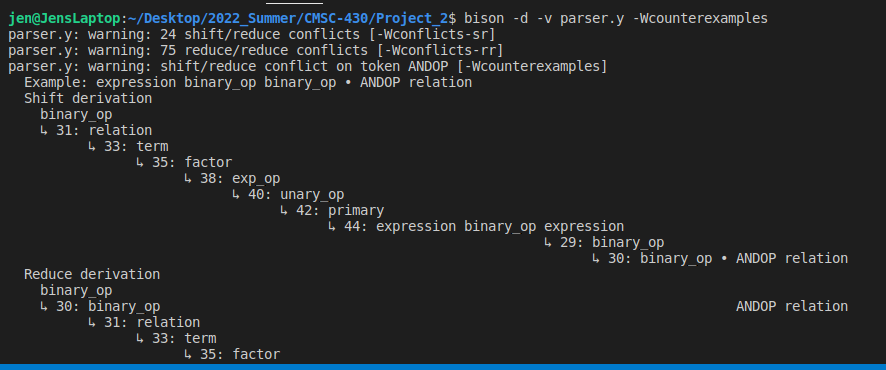 jen@JensLaptop:~/Desktop/2022_Summer/CMSC-430/Project_2$ bison -d -v parser.y -Wcounterexamples
parser.y: warning: 24 shift/reduce conflicts [-Wconflicts-sr]
parser.y: warning: 75 reduce/reduce conflicts [-Wconflicts-rr]
parser.y: warning: shift/reduce conflict on token ANDOP [-Wcounterexamples]
Example: expression binary_op binary_op • ANDOP relation
Shift derivation
binary_op
↳ 31: relation
↳ 33: term
↳ 35: factor
↳ 38: exp_op
↳ 40: unary_op
↳ 42: primary
↳ 44: expression binary_op expression
↳ 29: binary_op
↳ 30: binary_op • ANDOP relation
Reduce derivation
binary_op
↳ 30: binary_op ANDOP relation
↳ 31: relation
↳ 33: term
↳ 35: factor